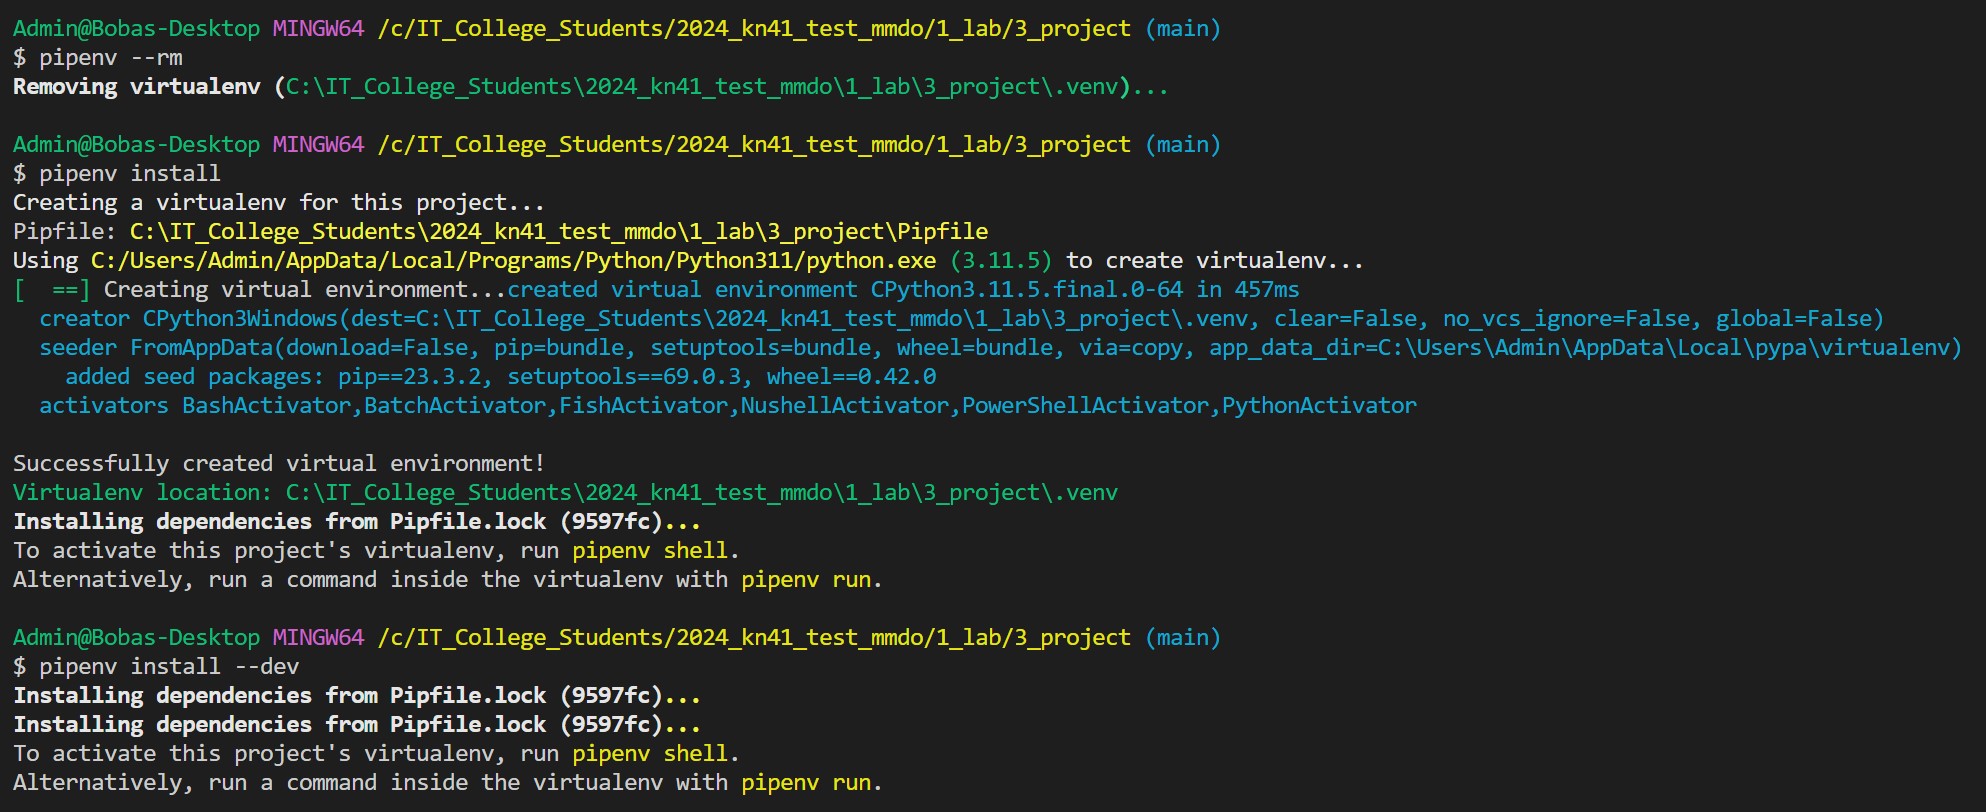 Admin@Bobas-Desktop MINGW64 /c/IT_College_Students/2024_kn41_test_mmdo/1_lab/3_project (main)
$ pipenv --rm
Removing virtualenv (C:\IT_College_Students\2024_kn41_test_mmdo\1_lab\3_project\.venv)...
Admin@Bobas-Desktop MINGW64 /c/IT_College_Students/2024_kn41_test_mmdo/1_lab/3_project (main)
$ pipenv install
Creating a virtualenv for this project...
Pipfile: C:\IT_College_Students\2024_kn41_test_mmdo\1_lab\3_project\Pipfile
Using C:/Users/Admin/AppData/Local/Programs/Python/Python311/python.exe (3.11.5) to create virtualenv...
[  ==] Creating virtual environment...created virtual environment CPython3.11.5.final.0-64 in 457ms
  creator CPython3Windows(dest=C:\IT_College_Students\2024_kn41_test_mmdo\1_lab\3_project\.venv, clear=False, no_vcs_ignore=False, global=False)
  seeder FromAppData(download=False, pip=bundle, setuptools=bundle, wheel=bundle, via=copy, app_data_dir=C:\Users\Admin\AppData\Local\pypa\virtualenv)
    added seed packages: pip==23.3.2, setuptools==69.0.3, wheel==0.42.0
  activators BashActivator,BatchActivator,FishActivator,NushellActivator,PowerShellActivator,PythonActivator
Successfully created virtual environment!
Virtualenv location: C:\IT_College_Students\2024_kn41_test_mmdo\1_lab\3_project\.venv
Installing dependencies from Pipfile.lock (9597fc)...
To activate this project's virtualenv, run pipenv shell.
Alternatively, run a command inside the virtualenv with pipenv run.
Admin@Bobas-Desktop MINGW64 /c/IT_College_Students/2024_kn41_test_mmdo/1_lab/3_project (main)
$ pipenv install --dev
Installing dependencies from Pipfile.lock (9597fc)...
Installing dependencies from Pipfile.lock (9597fc)...
To activate this project's virtualenv, run pipenv shell.
Alternatively, run a command inside the virtualenv with pipenv run.